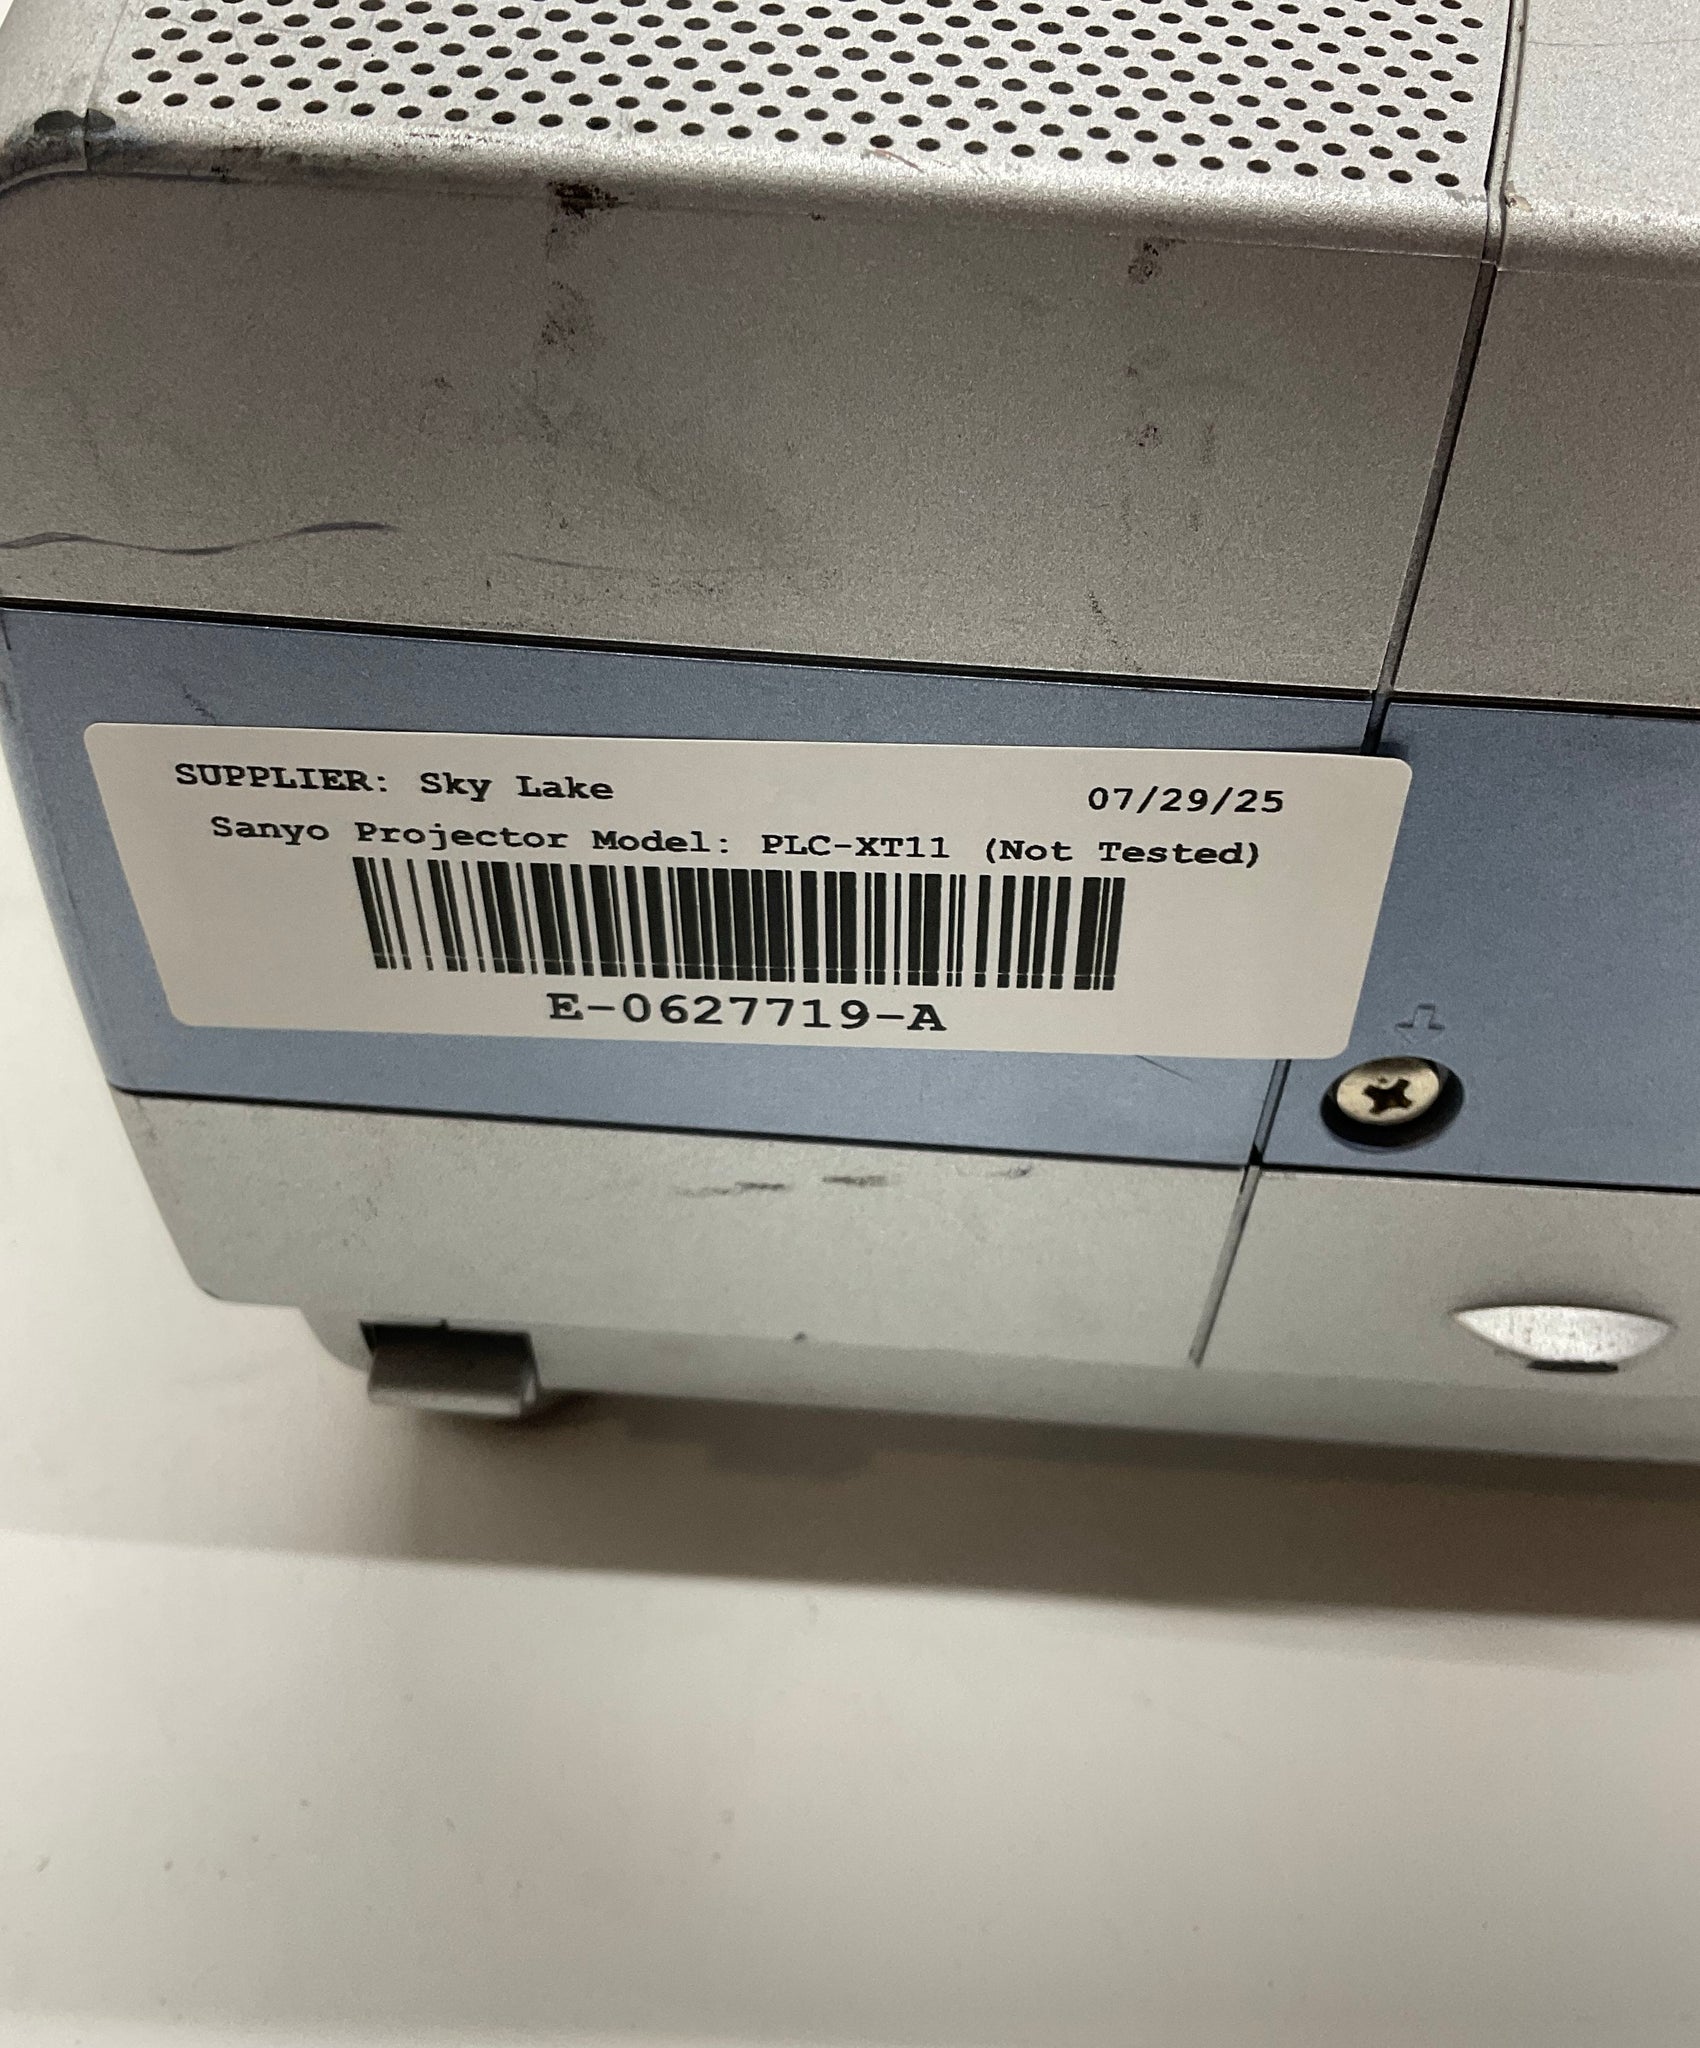 SUPPLIER: Sky Lake 07/29/25
Sanyo Projector Model: PLC-XT11 (Not Tested)
E-0627719-A